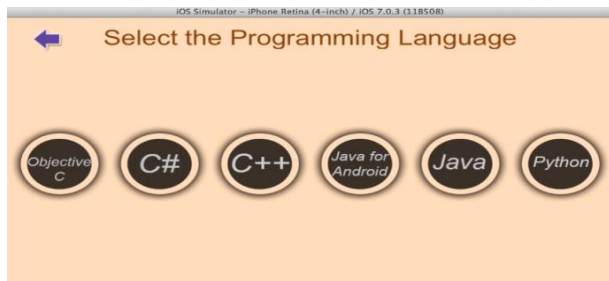 iOS Simulator – iPhone Retina (4-inch) / iOS 7.0.3 (11B508)
Select the Programming Language
Objective
C
C#
C++
Java for
Android
Java
Python